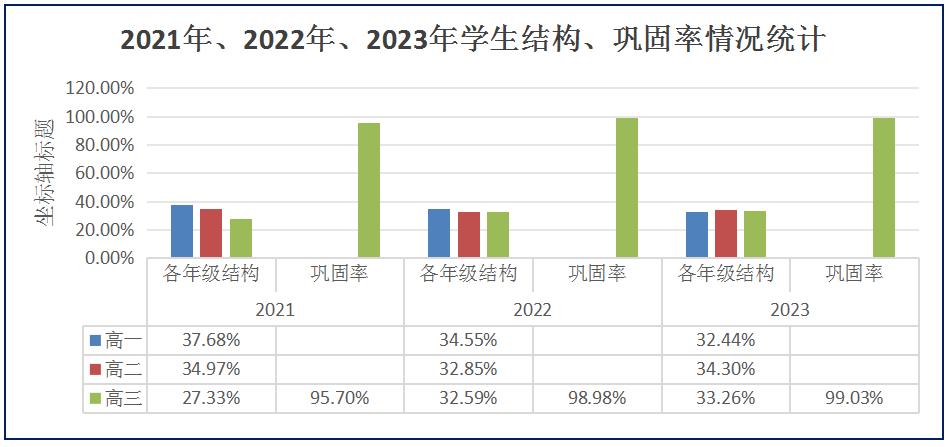 2021年、2022年、2023年学生结构、巩固率情况统计
坐标轴标题
120.00%
100.00%
80.00%
60.00%
40.00%
20.00%
0.00%
各年级结构 巩固率 各年级结构 巩固率 各年级结构 巩固率
2021 2022 2023
高一 37.68% 34.55% 32.44%
高二 34.97% 32.85% 34.30%
高三 27.33% 95.70% 32.59% 98.98% 33.26% 99.03%